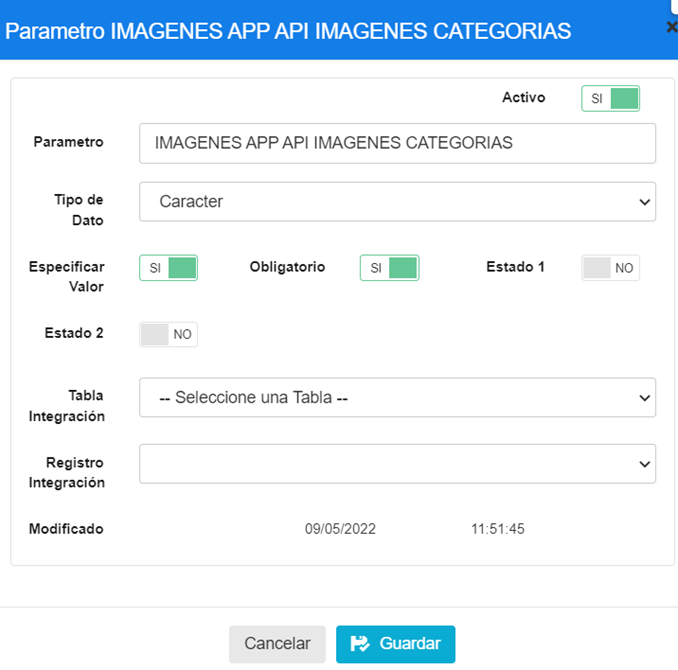 Parametro IMAGENES APP API IMAGENES CATEGORIAS
Activo SI
Parametro IMAGENES APP API IMAGENES CATEGORIAS
Tipo de
Dato
Caracter
Especificar
Valor
SI Obligatorio SI Estado 1 NO
Estado 2 NO
Tabla
Integración
-- Seleccione una Tabla --
Registro
Integración
Modificado 09/05/2022 11:51:45
Cancelar Guardar